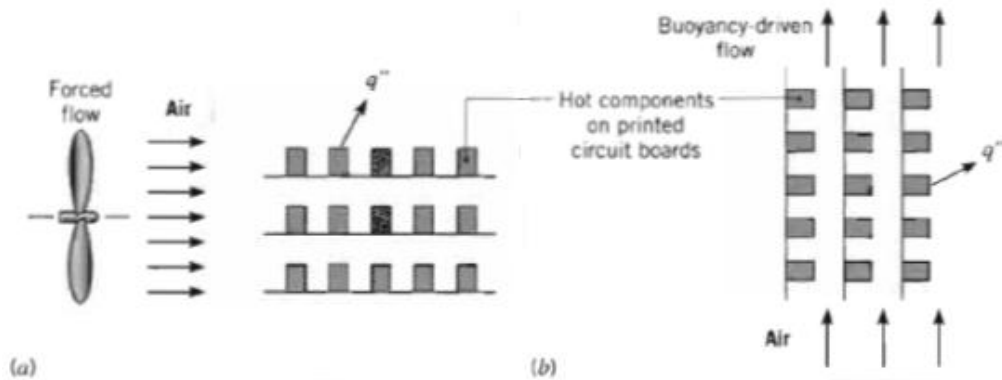 Forced
flow
Air
q"
Hot components
on printed
circuit boards
(a)
Buoyancy-driven
flow
q"
Air
(b)